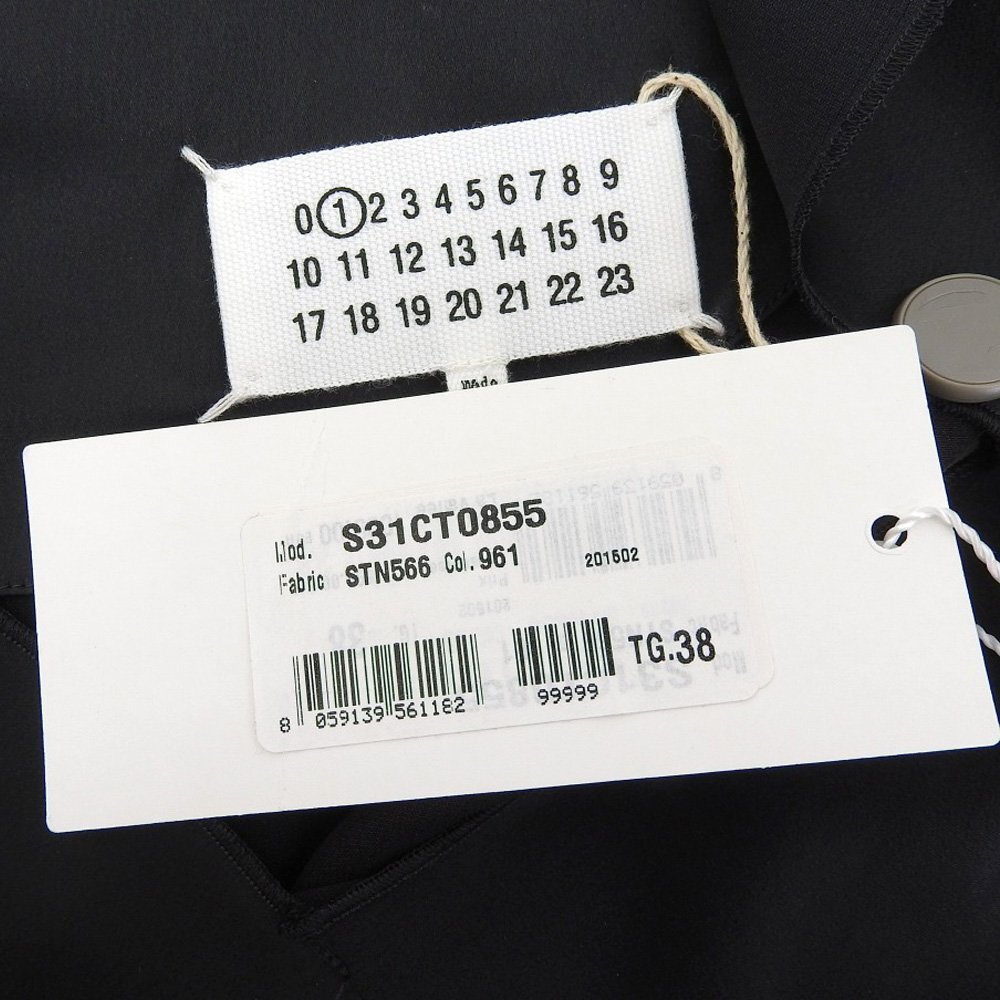 0 1 2 3 4 5 6 7 8 9
10 11 12 13 14 15 16
17 18 19 20 21 22 23
Made
Mod. S31CT0855
Fabric STN566 Col. 961 201502
TG.38
8 059139 561182 99999